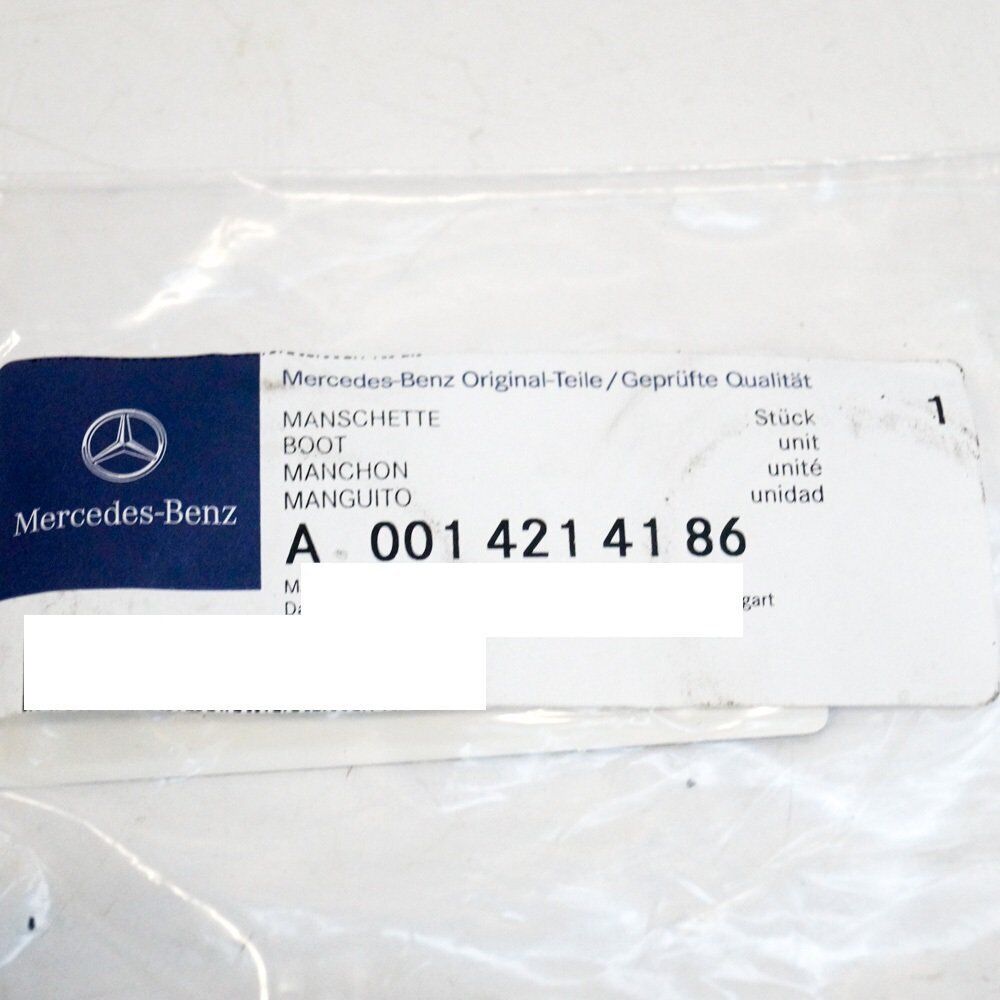 Mercedes-Benz
Mercedes-Benz Original-Teile/Geprüfte Qualität
MANSCHETTE Stück 1
BOOT unit
MANCHON unité
MANGUITO unidad
A 001 421 41 86